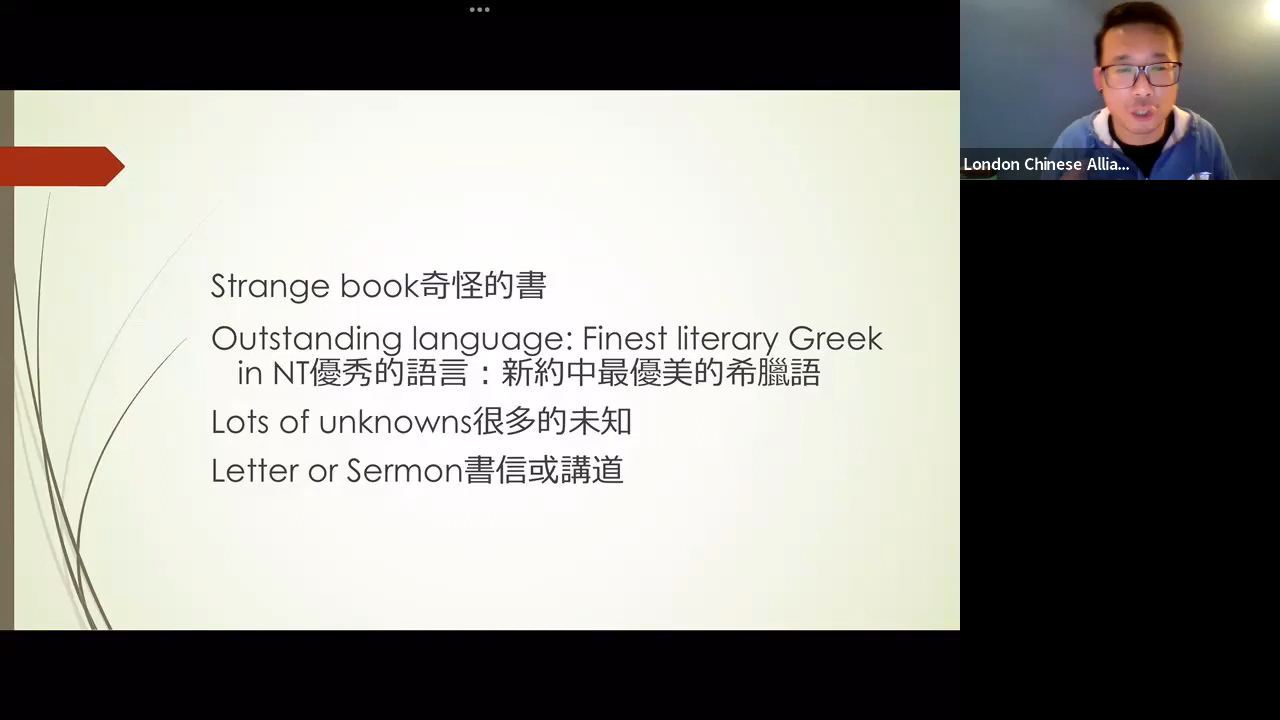 Strange book奇怪的書
Outstanding language: Finest literary Greek
in NT優秀的語言：新約中最優美的希臘語
Lots of unknowns很多的未知
Letter or Sermon書信或講道
London Chinese Allia...